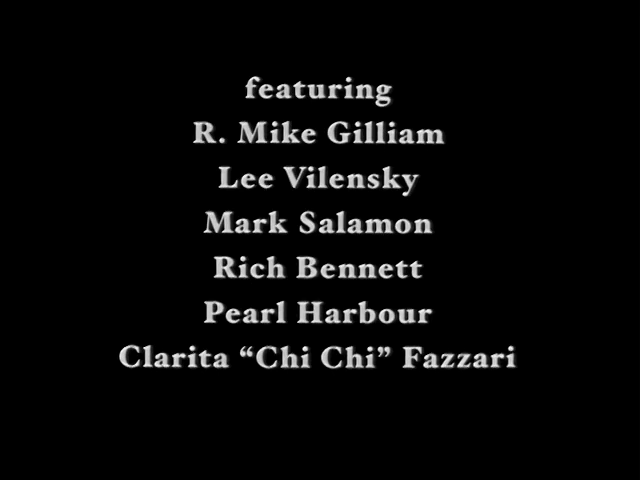 featuring
R. Mike Gilliam
Lee Vilensky
Mark Salamon
Rich Bennett
Pearl Harbour
Clarita “Chi Chi” Fazzari